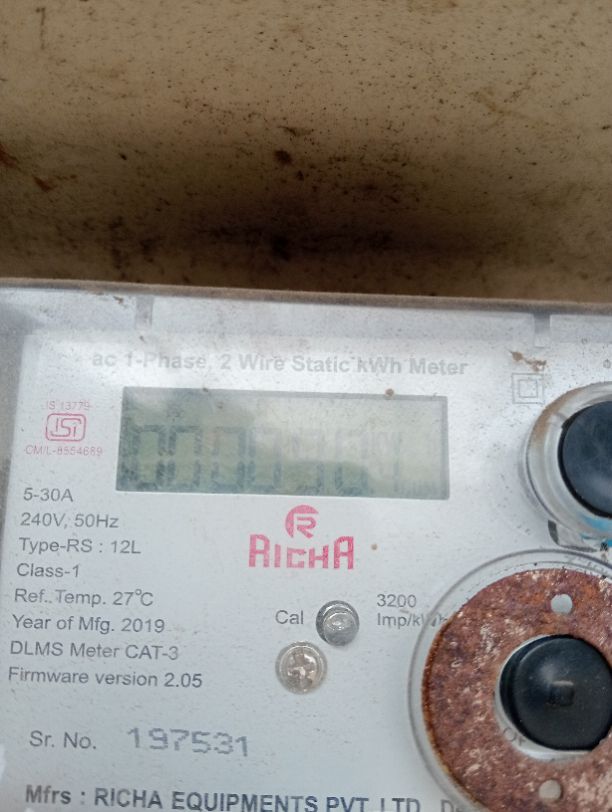 ac 1-Phase, 2 Wire Static kWh Meter
IS 13779
ISI
CM/L-8554689
5-30A
240V, 50Hz
Type-RS : 12L
Class-1
Ref. Temp. 27°C
Year of Mfg. 2019
DLMS Meter CAT-3
Firmware version 2.05
R
RICHA
Cal
3200
Sr. No. 197531
Mfrs : RICHA EQUIPMENTS PVT. LTD.